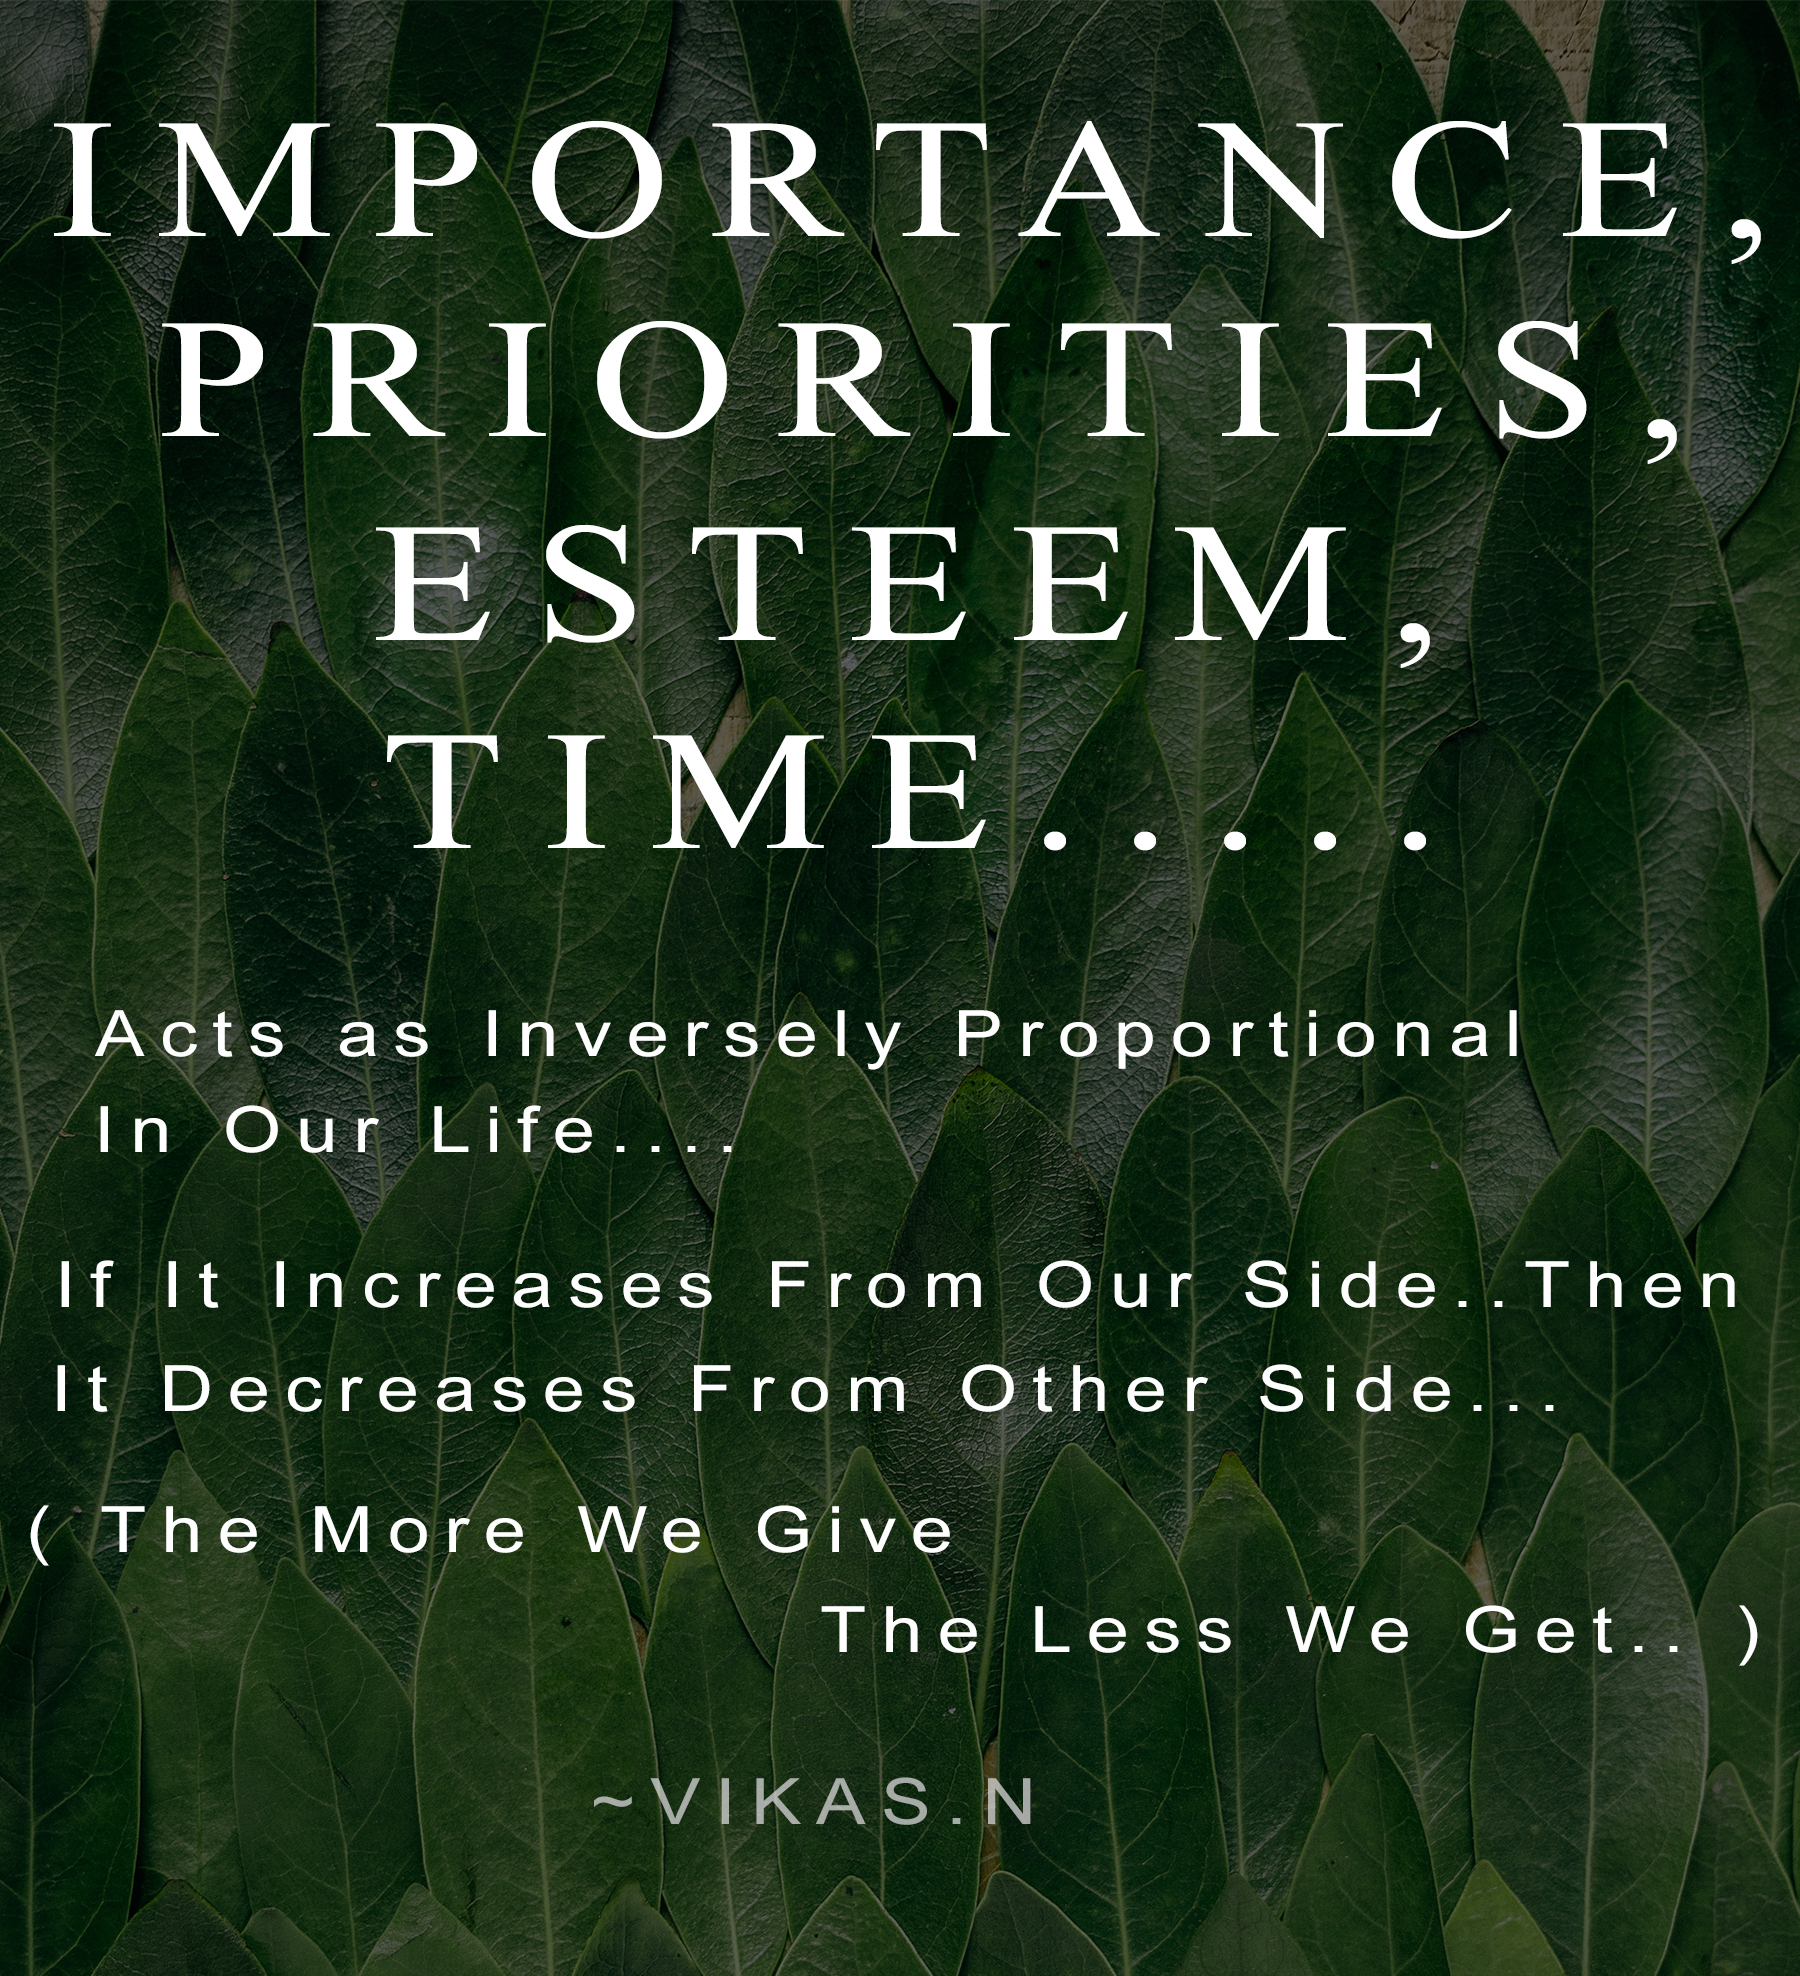 IMPORTANCE,
PRIORITIES,
ESTEEM,
TIME.....
Acts as Inversely Proportional
In Our Life....
If It Increases From Our Side..Then
It Decreases From Other Side...
( The More We Give
The Less We Get.. )
~VIKAS.N